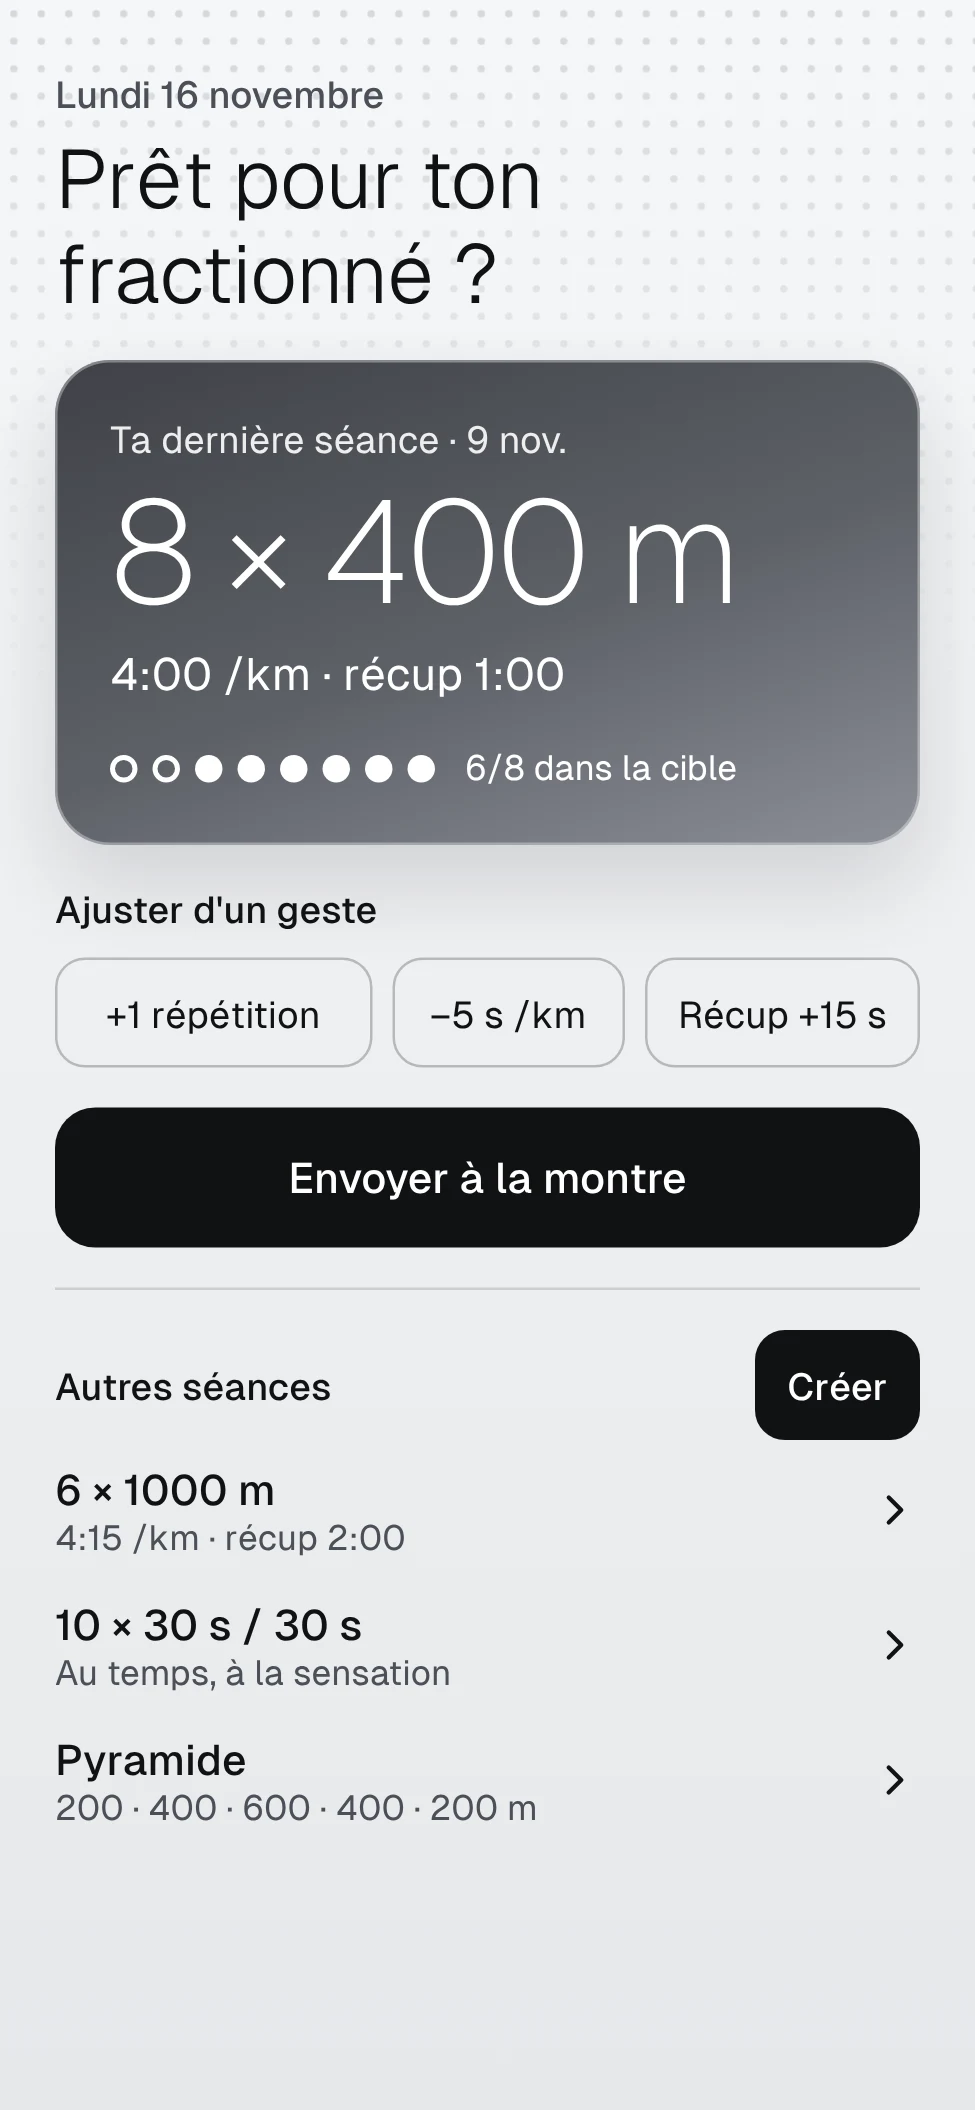 Lundi 16 novembre
Prêt pour ton
fractionné ?
Ta dernière séance · 9 nov.
8 × 400 m
4:00 /km · récup 1:00
6/8 dans la cible
Ajuster d'un geste
+1 répétition
−5 s /km
Récup +15 s
Envoyer à la montre
Autres séances
Créer
6 × 1000 m
4:15 /km · récup 2:00
10 × 30 s / 30 s
Au temps, à la sensation
Pyramide
200 · 400 · 600 · 400 · 200 m